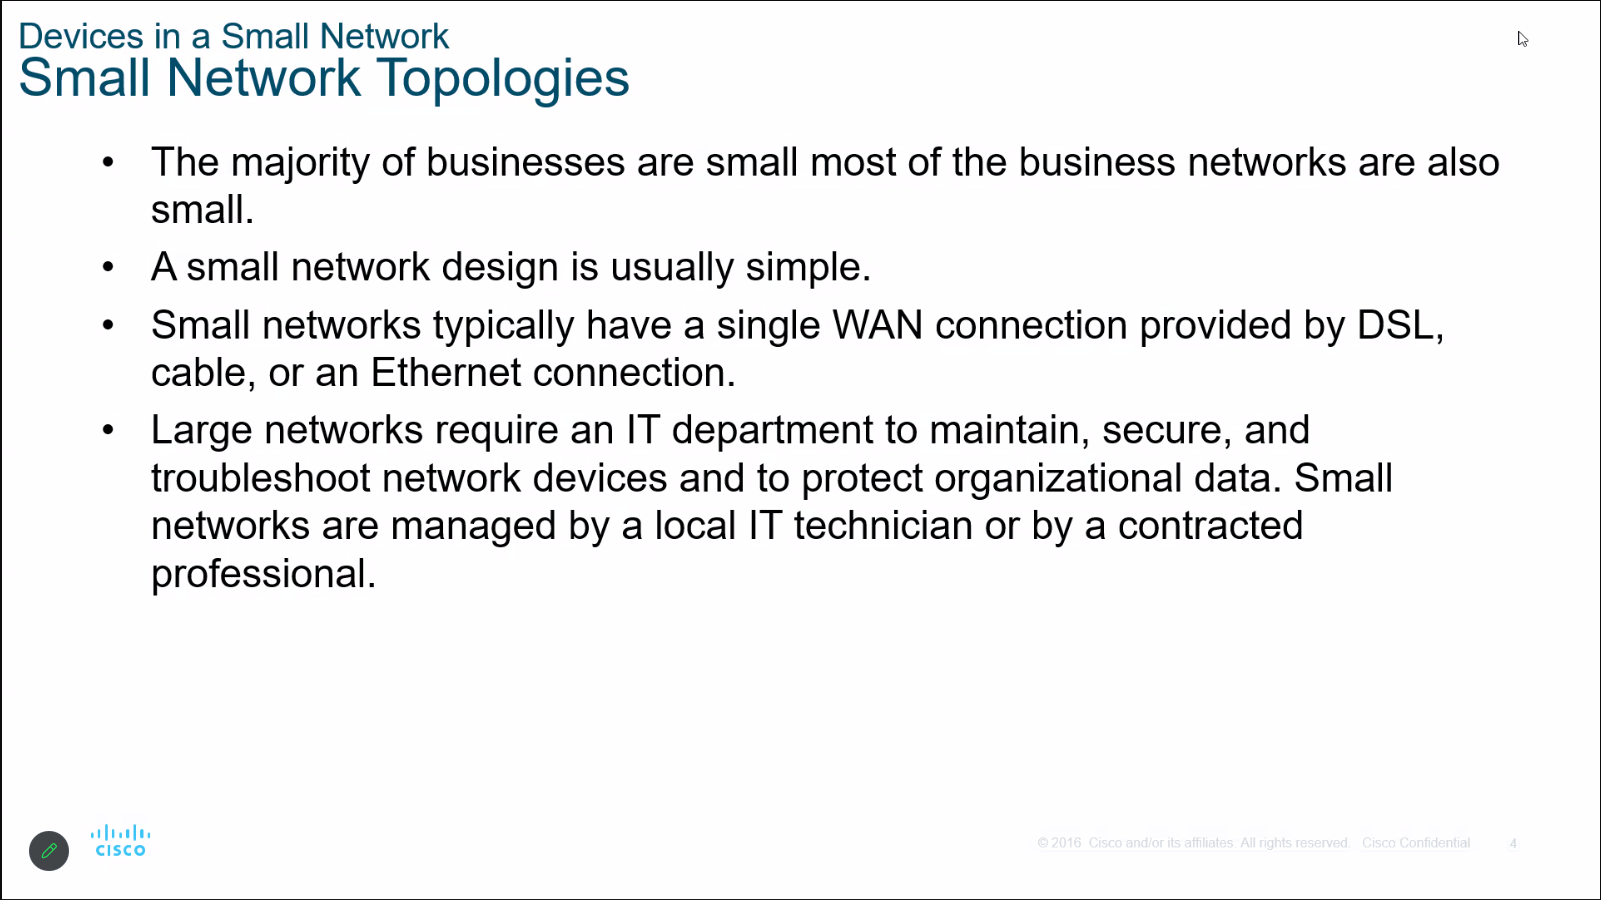 Devices in a Small Network
Small Network Topologies
• The majority of businesses are small most of the business networks are also
small.
• A small network design is usually simple.
• Small networks typically have a single WAN connection provided by DSL,
cable, or an Ethernet connection.
• Large networks require an IT department to maintain, secure, and
troubleshoot network devices and to protect organizational data. Small
networks are managed by a local IT technician or by a contracted
professional.
CISCO
© 2016 Cisco and/or its affiliates. All rights reserved. Cisco Confidential 4